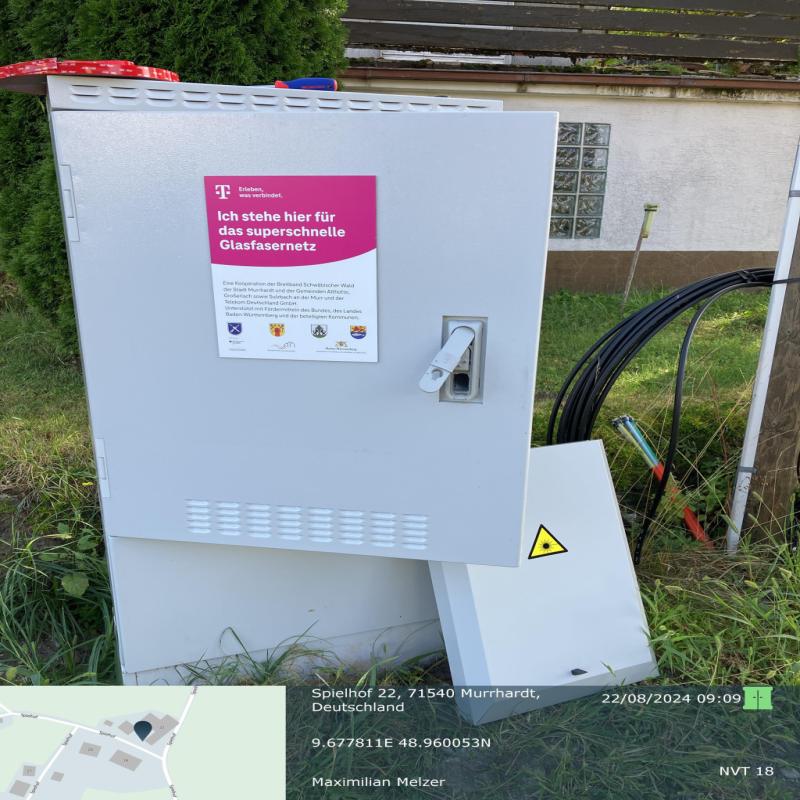 T
Erleben,
was verbindet.
Ich stehe hier für
das superschnelle
Glasfasernetz
Eine Kooperation der Breitband Schwäbischer Wald
der Stadt Murrhardt und der Gemeinden Althütte,
Großerlach sowie Sulzbach an der Murr und der
Telekom Deutschland GmbH.
Unterstützt mit Fördermitteln des Bundes, des Landes
Baden-Württemberg und der beteiligten Kommunen.
Spielhof 22, 71540 Murrhardt,
Deutschland
22/08/2024 09:09
9.677811E 48.960053N
NVT 18
Maximilian Melzer